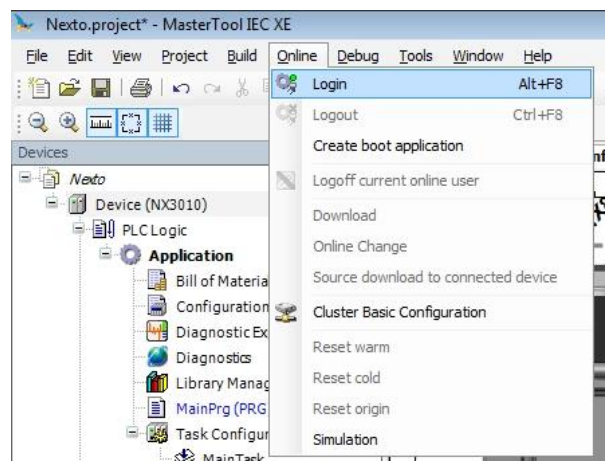 Nexto.project* - MasterTool IEC XE
File Edit View Project Build Online Debug Tools Window Help
Login Alt+F8
Logout Ctrl+F8
Create boot application
Logoff current online user
Download
Online Change
Source download to connected device
Cluster Basic Configuration
Reset warm
Reset cold
Reset origin
Simulation
Devices
Nexto
Device (NX3010)
PLC Logic
Application
Bill of Materia
Configuration
Diagnostic Ex
Diagnostics
Library Manag
MainPrg (PRG
Task Configur
MainTask